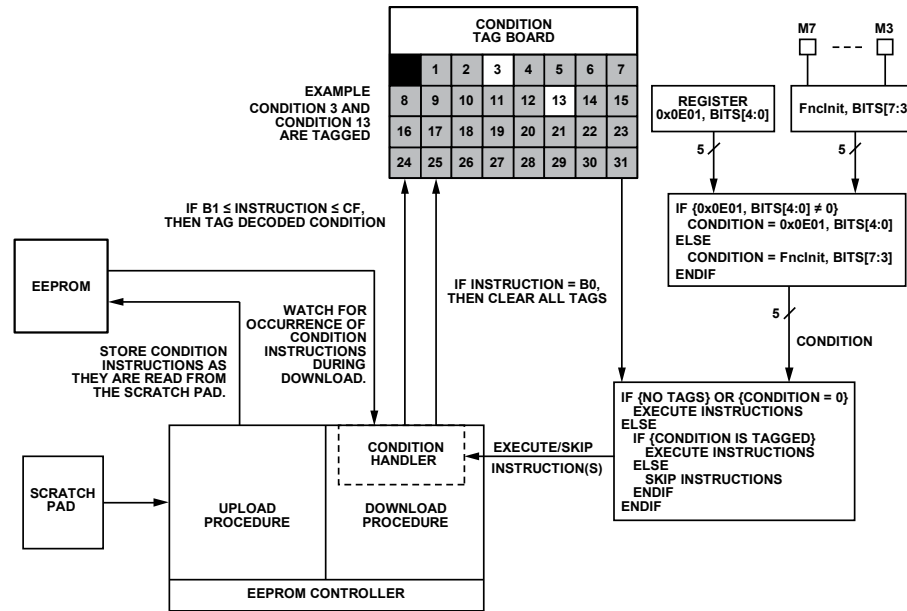 CONDITION
TAG BOARD
1 2 3 4 5 6 7
8 9 10 11 12 13 14 15
16 17 18 19 20 21 22 23
24 25 26 27 28 29 30 31
EXAMPLE
CONDITION 3 AND
CONDITION 13
ARE TAGGED
M7 M3
REGISTER
0x0E01, BITS[4:0]
FncInit, BITS[7:3]
5
5
IF {0x0E01, BITS[4:0] ≠ 0}
CONDITION = 0x0E01, BITS[4:0]
ELSE
CONDITION = FncInit, BITS[7:3]
ENDIF
5
CONDITION
IF B1 ≤ INSTRUCTION ≤ CF,
THEN TAG DECODED CONDITION
IF INSTRUCTION = B0,
THEN CLEAR ALL TAGS
EEPROM
WATCH FOR
OCCURRENCE OF
CONDITION
INSTRUCTIONS
DURING
DOWNLOAD.
STORE CONDITION
INSTRUCTIONS AS
THEY ARE READ FROM
THE SCRATCH PAD.
IF {NO TAGS} OR {CONDITION = 0}
EXECUTE INSTRUCTIONS
ELSE
IF {CONDITION IS TAGGED}
EXECUTE INSTRUCTIONS
ELSE
SKIP INSTRUCTIONS
ENDIF
ENDIF
CONDITION
HANDLER
EXECUTE/SKIP
INSTRUCTION(S)
SCRATCH
PAD
UPLOAD
PROCEDURE
DOWNLOAD
PROCEDURE
EEPROM CONTROLLER